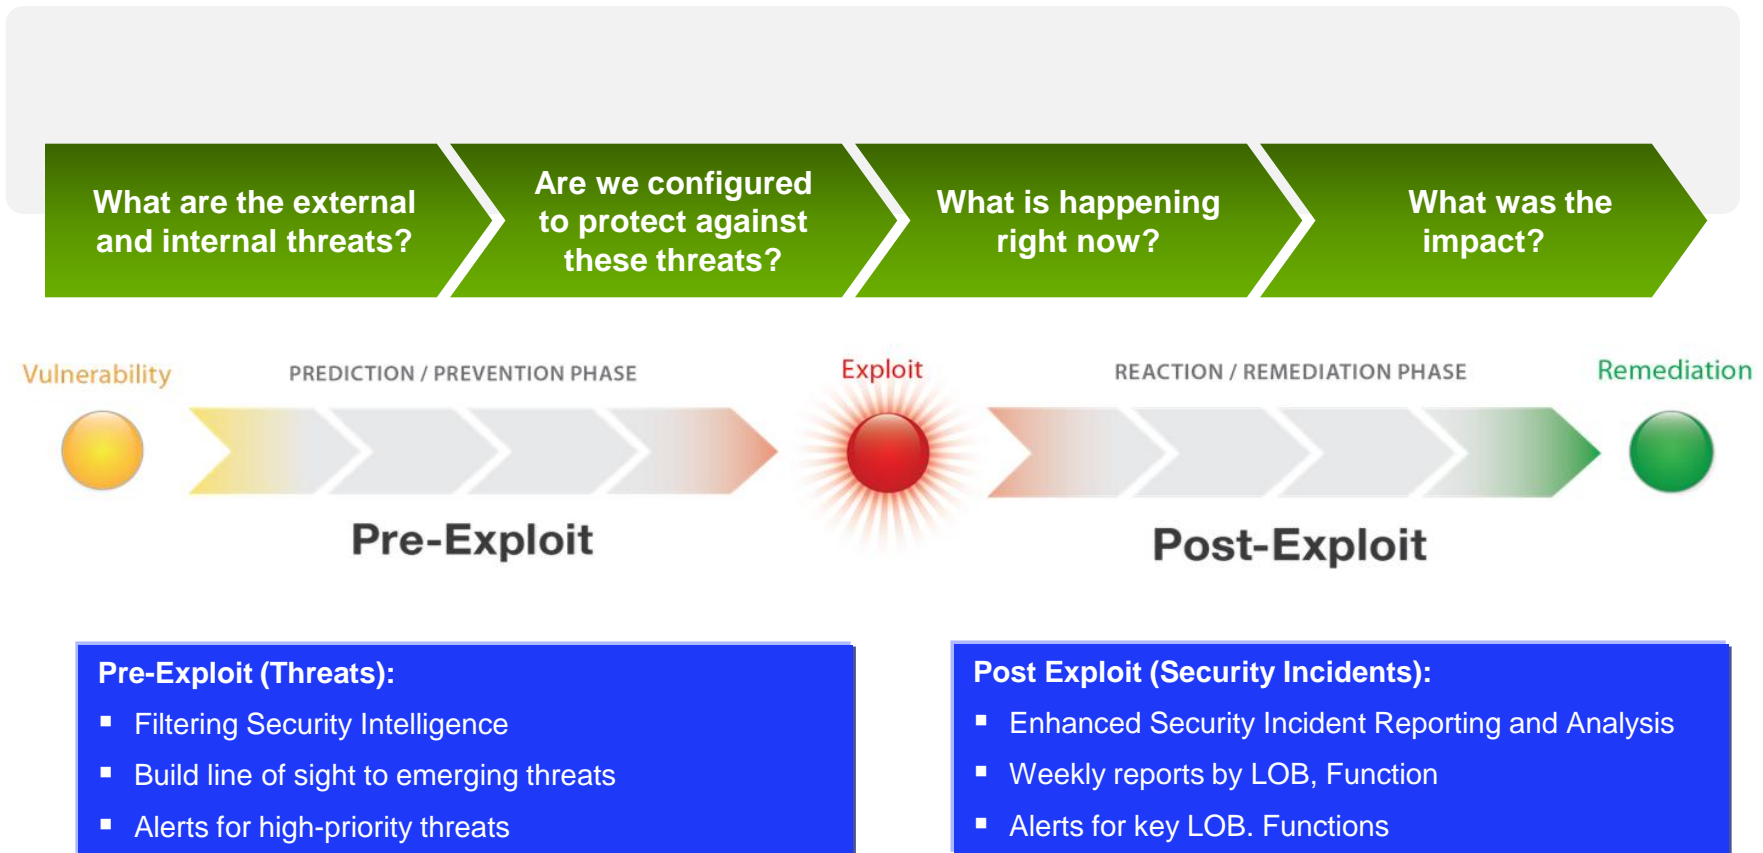 What are the external
and internal threats?
Are we configured
to protect against
these threats?
What is happening
right now?
What was the
impact?
Vulnerability
PREDICTION / PREVENTION PHASE
Exploit
REACTION / REMEDIATION PHASE
Remediation
Pre-Exploit
Post-Exploit
Pre-Exploit (Threats):
▪ Filtering Security Intelligence
▪ Build line of sight to emerging threats
▪ Alerts for high-priority threats
Post Exploit (Security Incidents):
▪ Enhanced Security Incident Reporting and Analysis
▪ Weekly reports by LOB, Function
▪ Alerts for key LOB. Functions